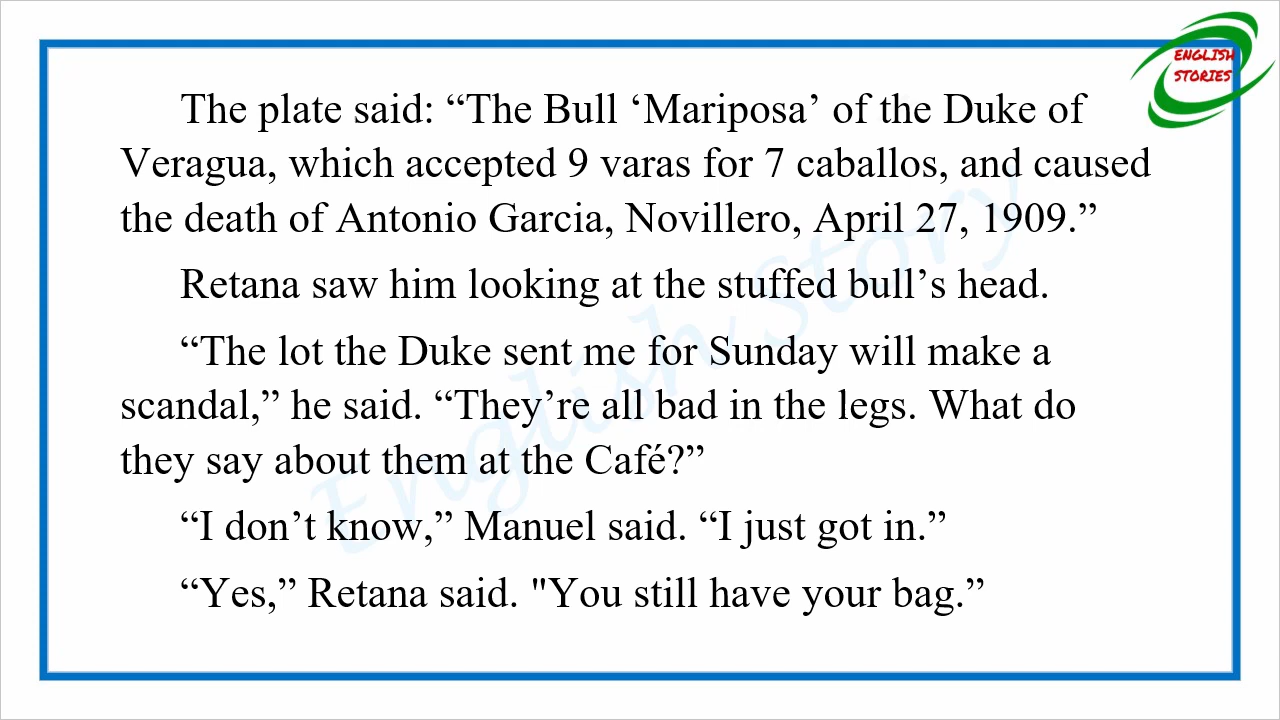 ENGLISH
STORIES
The plate said: “The Bull ‘Mariposa’ of the Duke of
Veragua, which accepted 9 varas for 7 caballos, and caused
the death of Antonio Garcia, Novillero, April 27, 1909.”
Retana saw him looking at the stuffed bull’s head.
“The lot the Duke sent me for Sunday will make a
scandal,” he said. “They’re all bad in the legs. What do
they say about them at the Café?”
“I don’t know,” Manuel said. “I just got in.”
“Yes,” Retana said. "You still have your bag.”
English Story